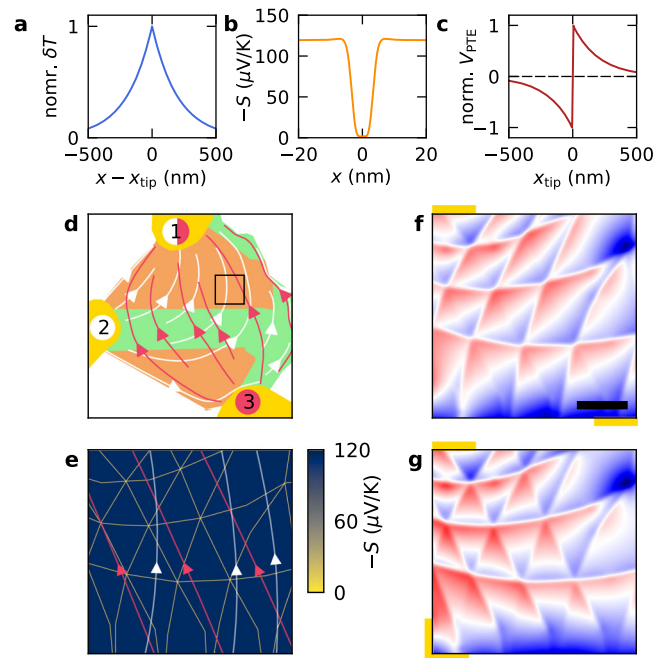 a
nomr. δT
1
0
−500
0
500
x − x_tip (nm)
b
−S (μV/K)
150
100
50
0
−20
0
20
x (nm)
c
norm. V_PTE
1
0
−1
−500
0
500
x_tip (nm)
d
1
2
3
f
e
120
60
0
−S (μV/K)
g